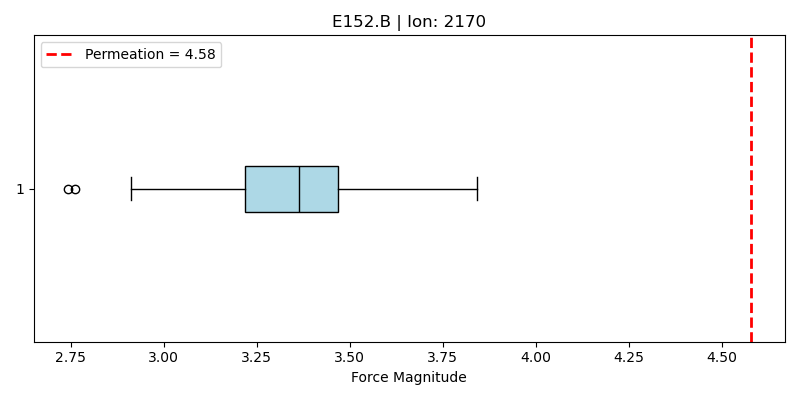 E152.B | Ion: 2170
Permeation = 4.58
1
2.75 3.00 3.25 3.50 3.75 4.00 4.25 4.50
Force Magnitude